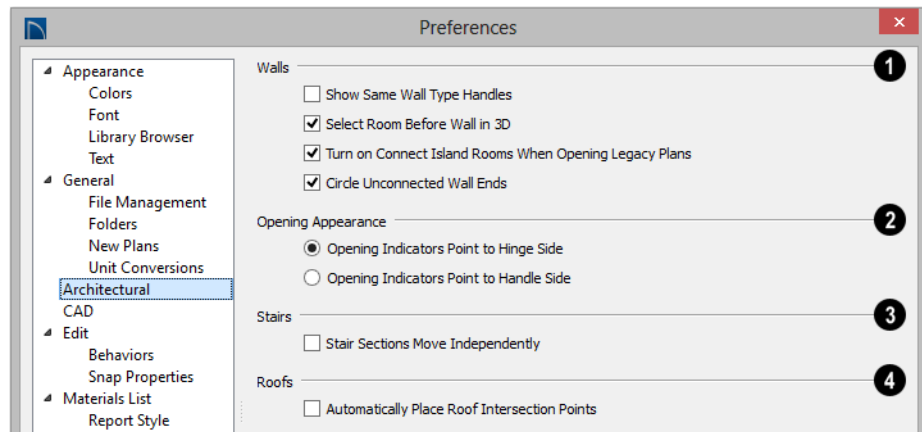 Preferences
Appearance
Colors
Font
Library Browser
Text
General
File Management
Folders
New Plans
Unit Conversions
Architectural
CAD
Edit
Behaviors
Snap Properties
Materials List
Report Style
Walls
1
Show Same Wall Type Handles
Select Room Before Wall in 3D
Turn on Connect Island Rooms When Opening Legacy Plans
Circle Unconnected Wall Ends
Opening Appearance
2
Opening Indicators Point to Hinge Side
Opening Indicators Point to Handle Side
Stairs
3
Stair Sections Move Independently
Roofs
4
Automatically Place Roof Intersection Points